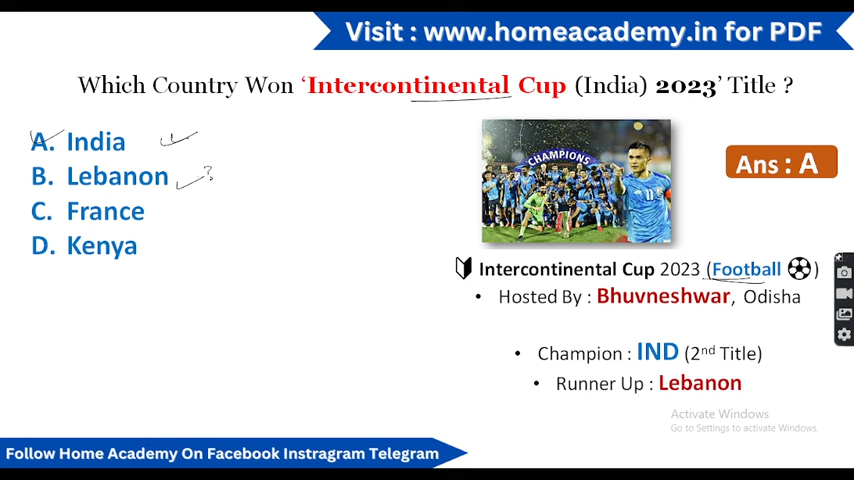 Visit : www.homeacademy.in for PDF
Which Country Won ‘Intercontinental Cup (India) 2023’ Title ?
A. India
B. Lebanon ?
C. France
D. Kenya
CHAMPIONS
11
Ans : A
Intercontinental Cup 2023 (Football )
• Hosted By : Bhuvneshwar, Odisha
• Champion : IND (2nd Title)
• Runner Up : Lebanon
Activate Windows
Go to Settings to activate Windows.
Follow Home Academy On Facebook Instragram Telegram